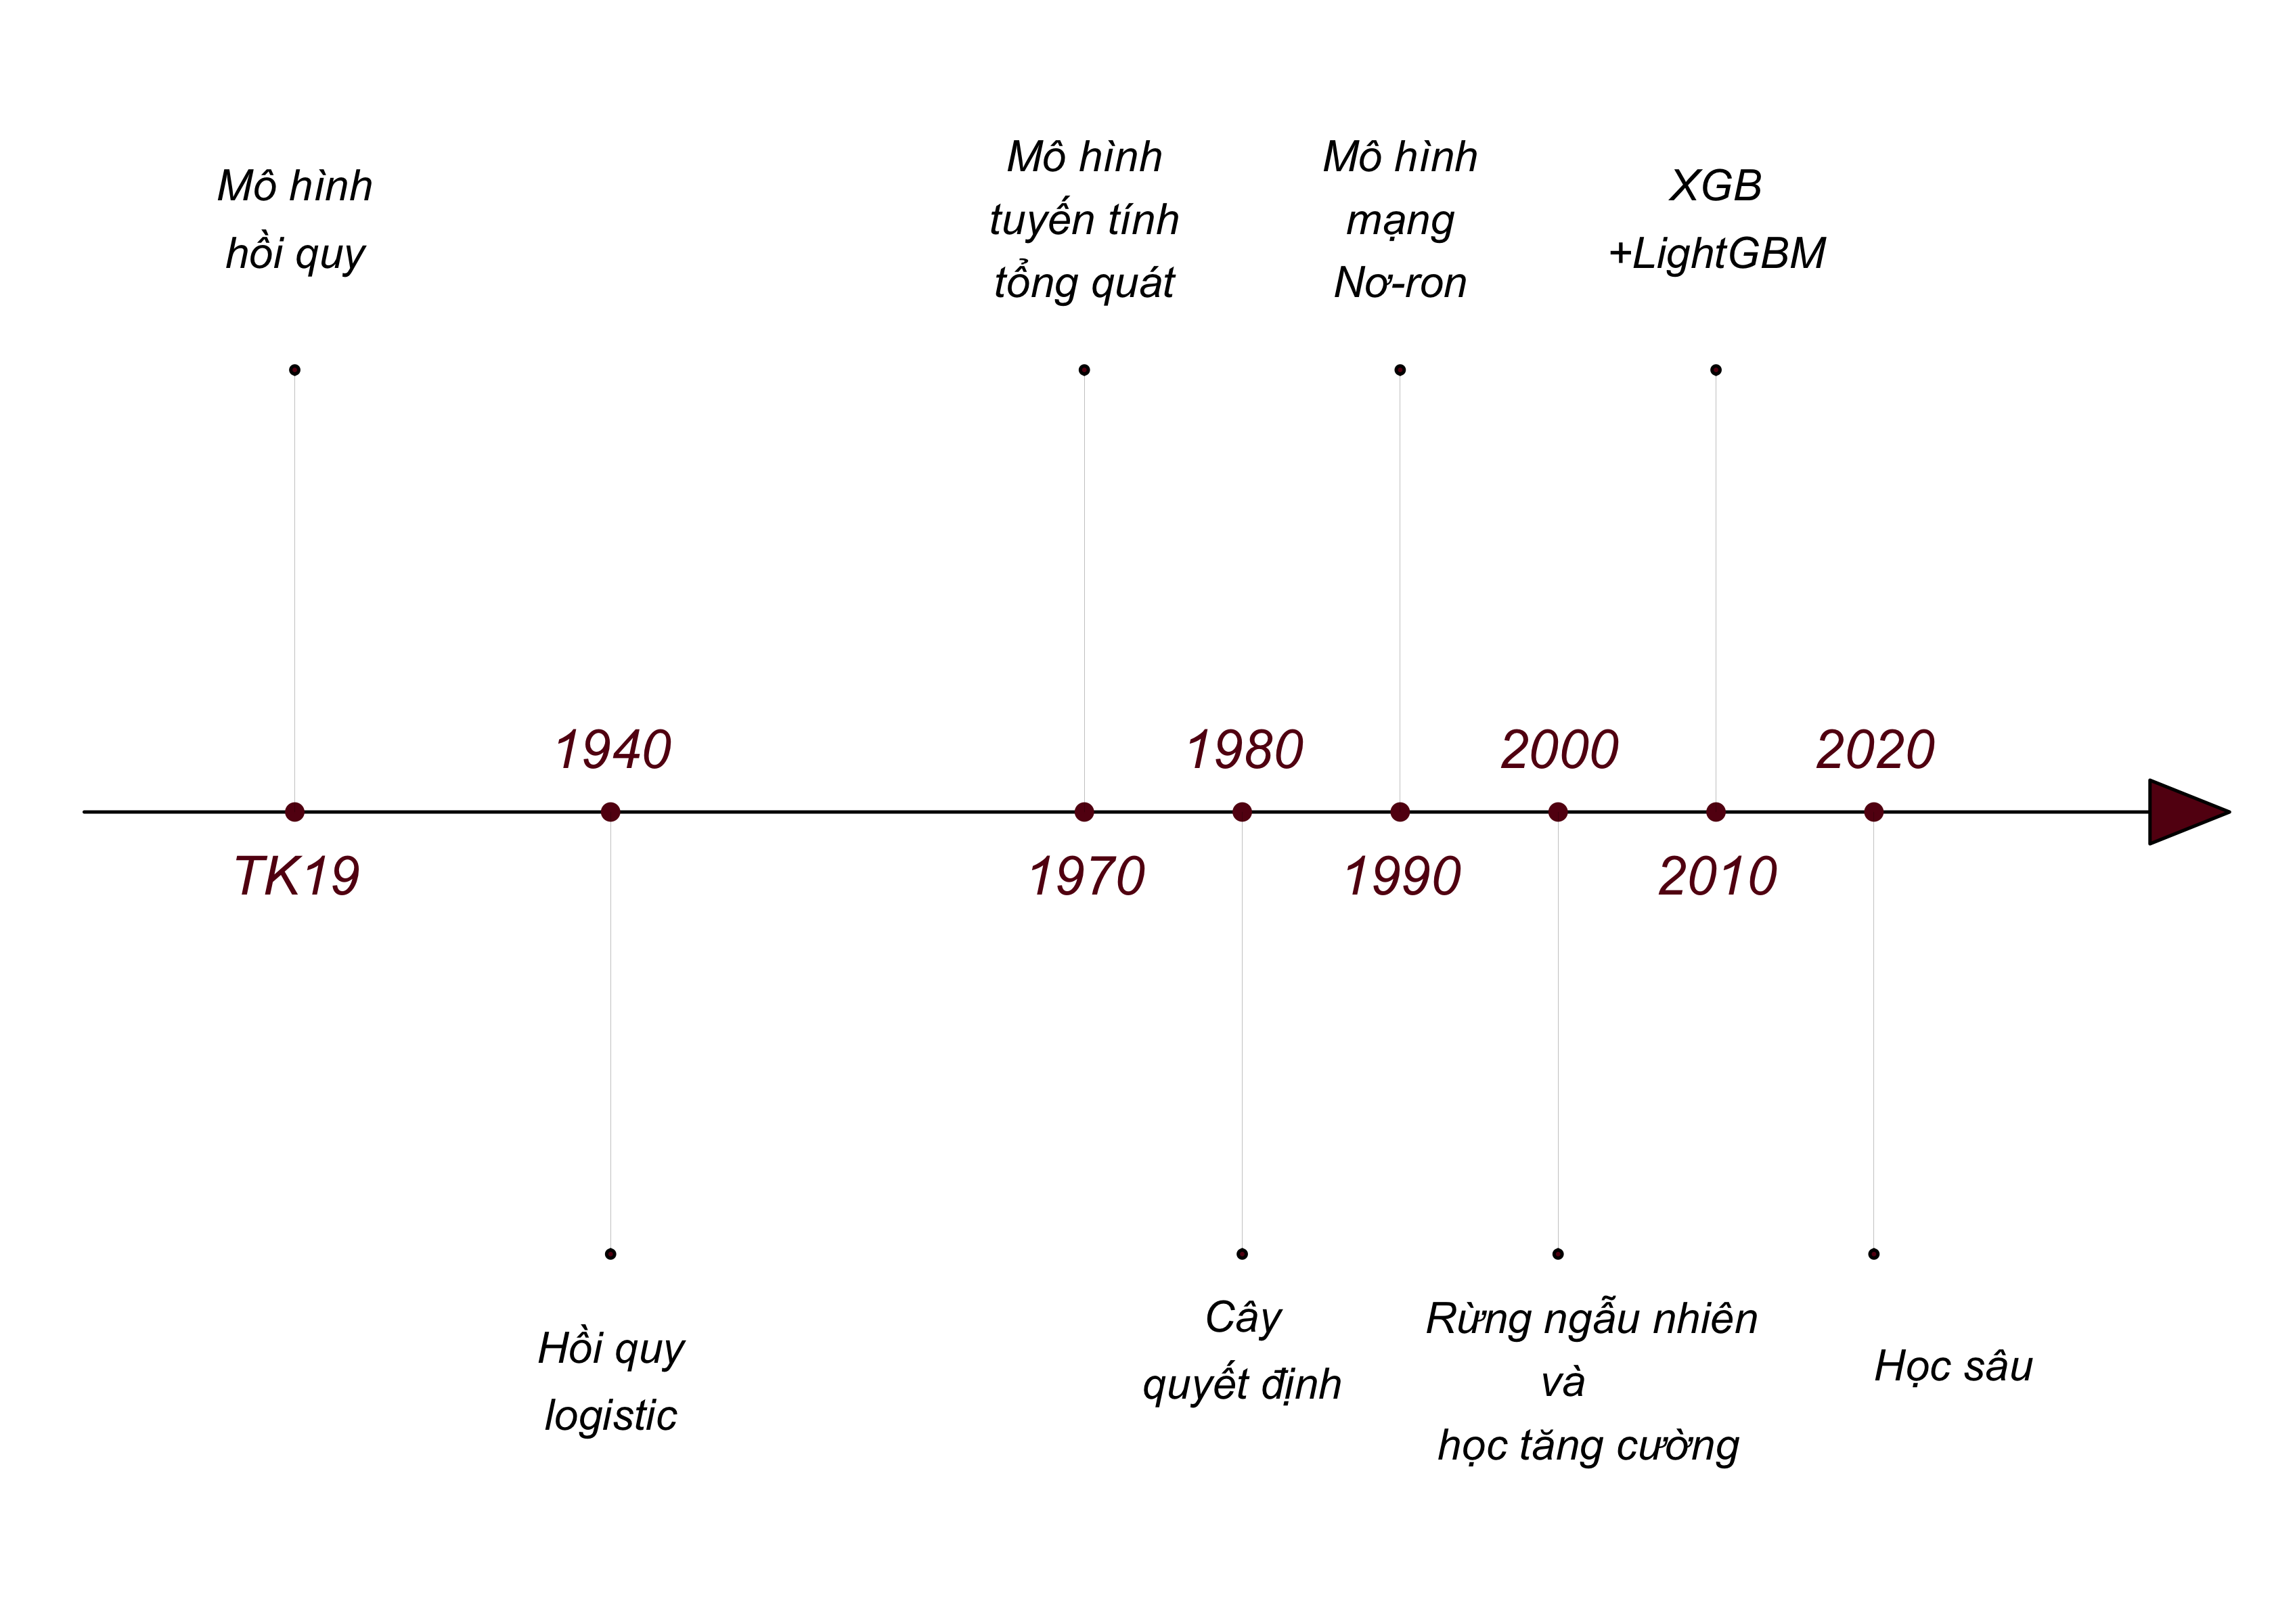 Mô hình
hồi quy
Mô hình
tuyến tính
tổng quát
Mô hình
mạng
Nơ-ron
XGB
+LightGBM
1940
1980
2000
2020
TK19
1970
1990
2010
Hồi quy
logistic
Cây
quyết định
Rừng ngẫu nhiên
và
học tăng cường
Học sâu